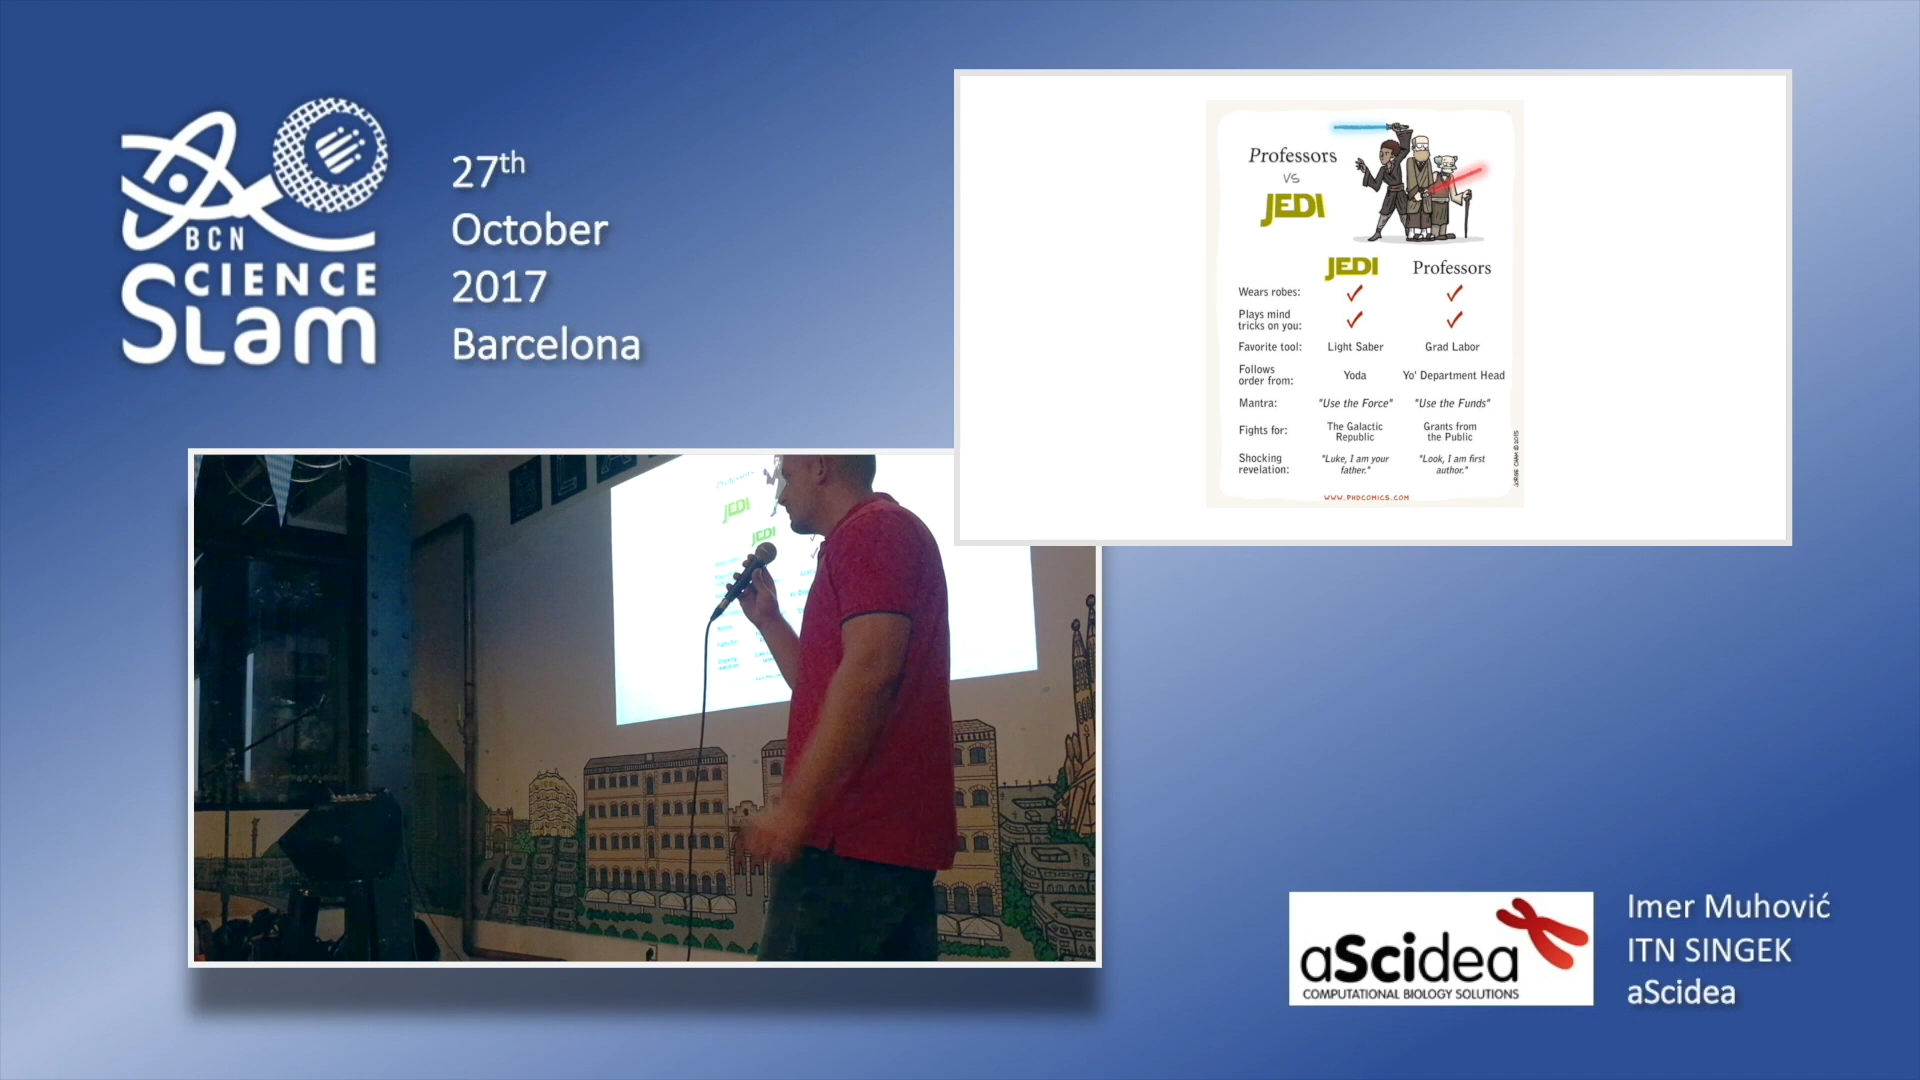 BCN
SCIENCE
SLam
27th
October
2017
Barcelona
Professors
VS
JEDI
JEDI Professors
Wears robes: ✓ ✓
Plays mind
tricks on you: ✓ ✓
Favorite tool: Light Saber Grad Labor
Follows
order from: Yoda Yo' Department Head
Mantra: "Use the Force" "Use the Funds"
Fights for: The Galactic Grants from
Republic the Public
Shocking "Luke, I am your "Look, I am first
revelation: father." author."
WWW.PHDCOMICS.COM
Professors
JEDI
JEDI
aScidea
COMPUTATIONAL BIOLOGY SOLUTIONS
Imer Muhović
ITN SINGEK
aScidea